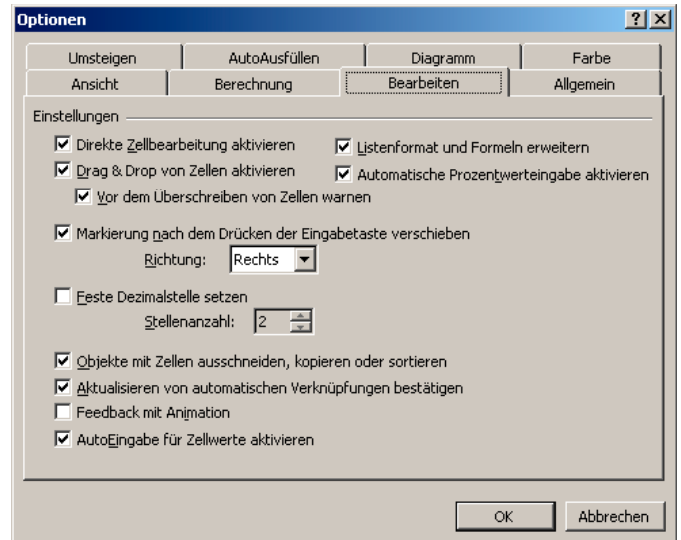 Optionen
Umsteigen AutoAusfüllen Diagramm Farbe
Ansicht Berechnung Bearbeiten Allgemein
Einstellungen
Direkte Zellbearbeitung aktivieren
Listenformat und Formeln erweitern
Drag & Drop von Zellen aktivieren
Automatische Prozentwerteingabe aktivieren
Vor dem Überschreiben von Zellen warnen
Markierung nach dem Drücken der Eingabetaste verschieben
Richtung: Rechts
Feste Dezimalstelle setzen
Stellenanzahl: 2
Objekte mit Zellen ausschneiden, kopieren oder sortieren
Aktualisieren von automatischen Verknüpfungen bestätigen
Feedback mit Animation
AutoEingabe für Zellwerte aktivieren
OK Abbrechen